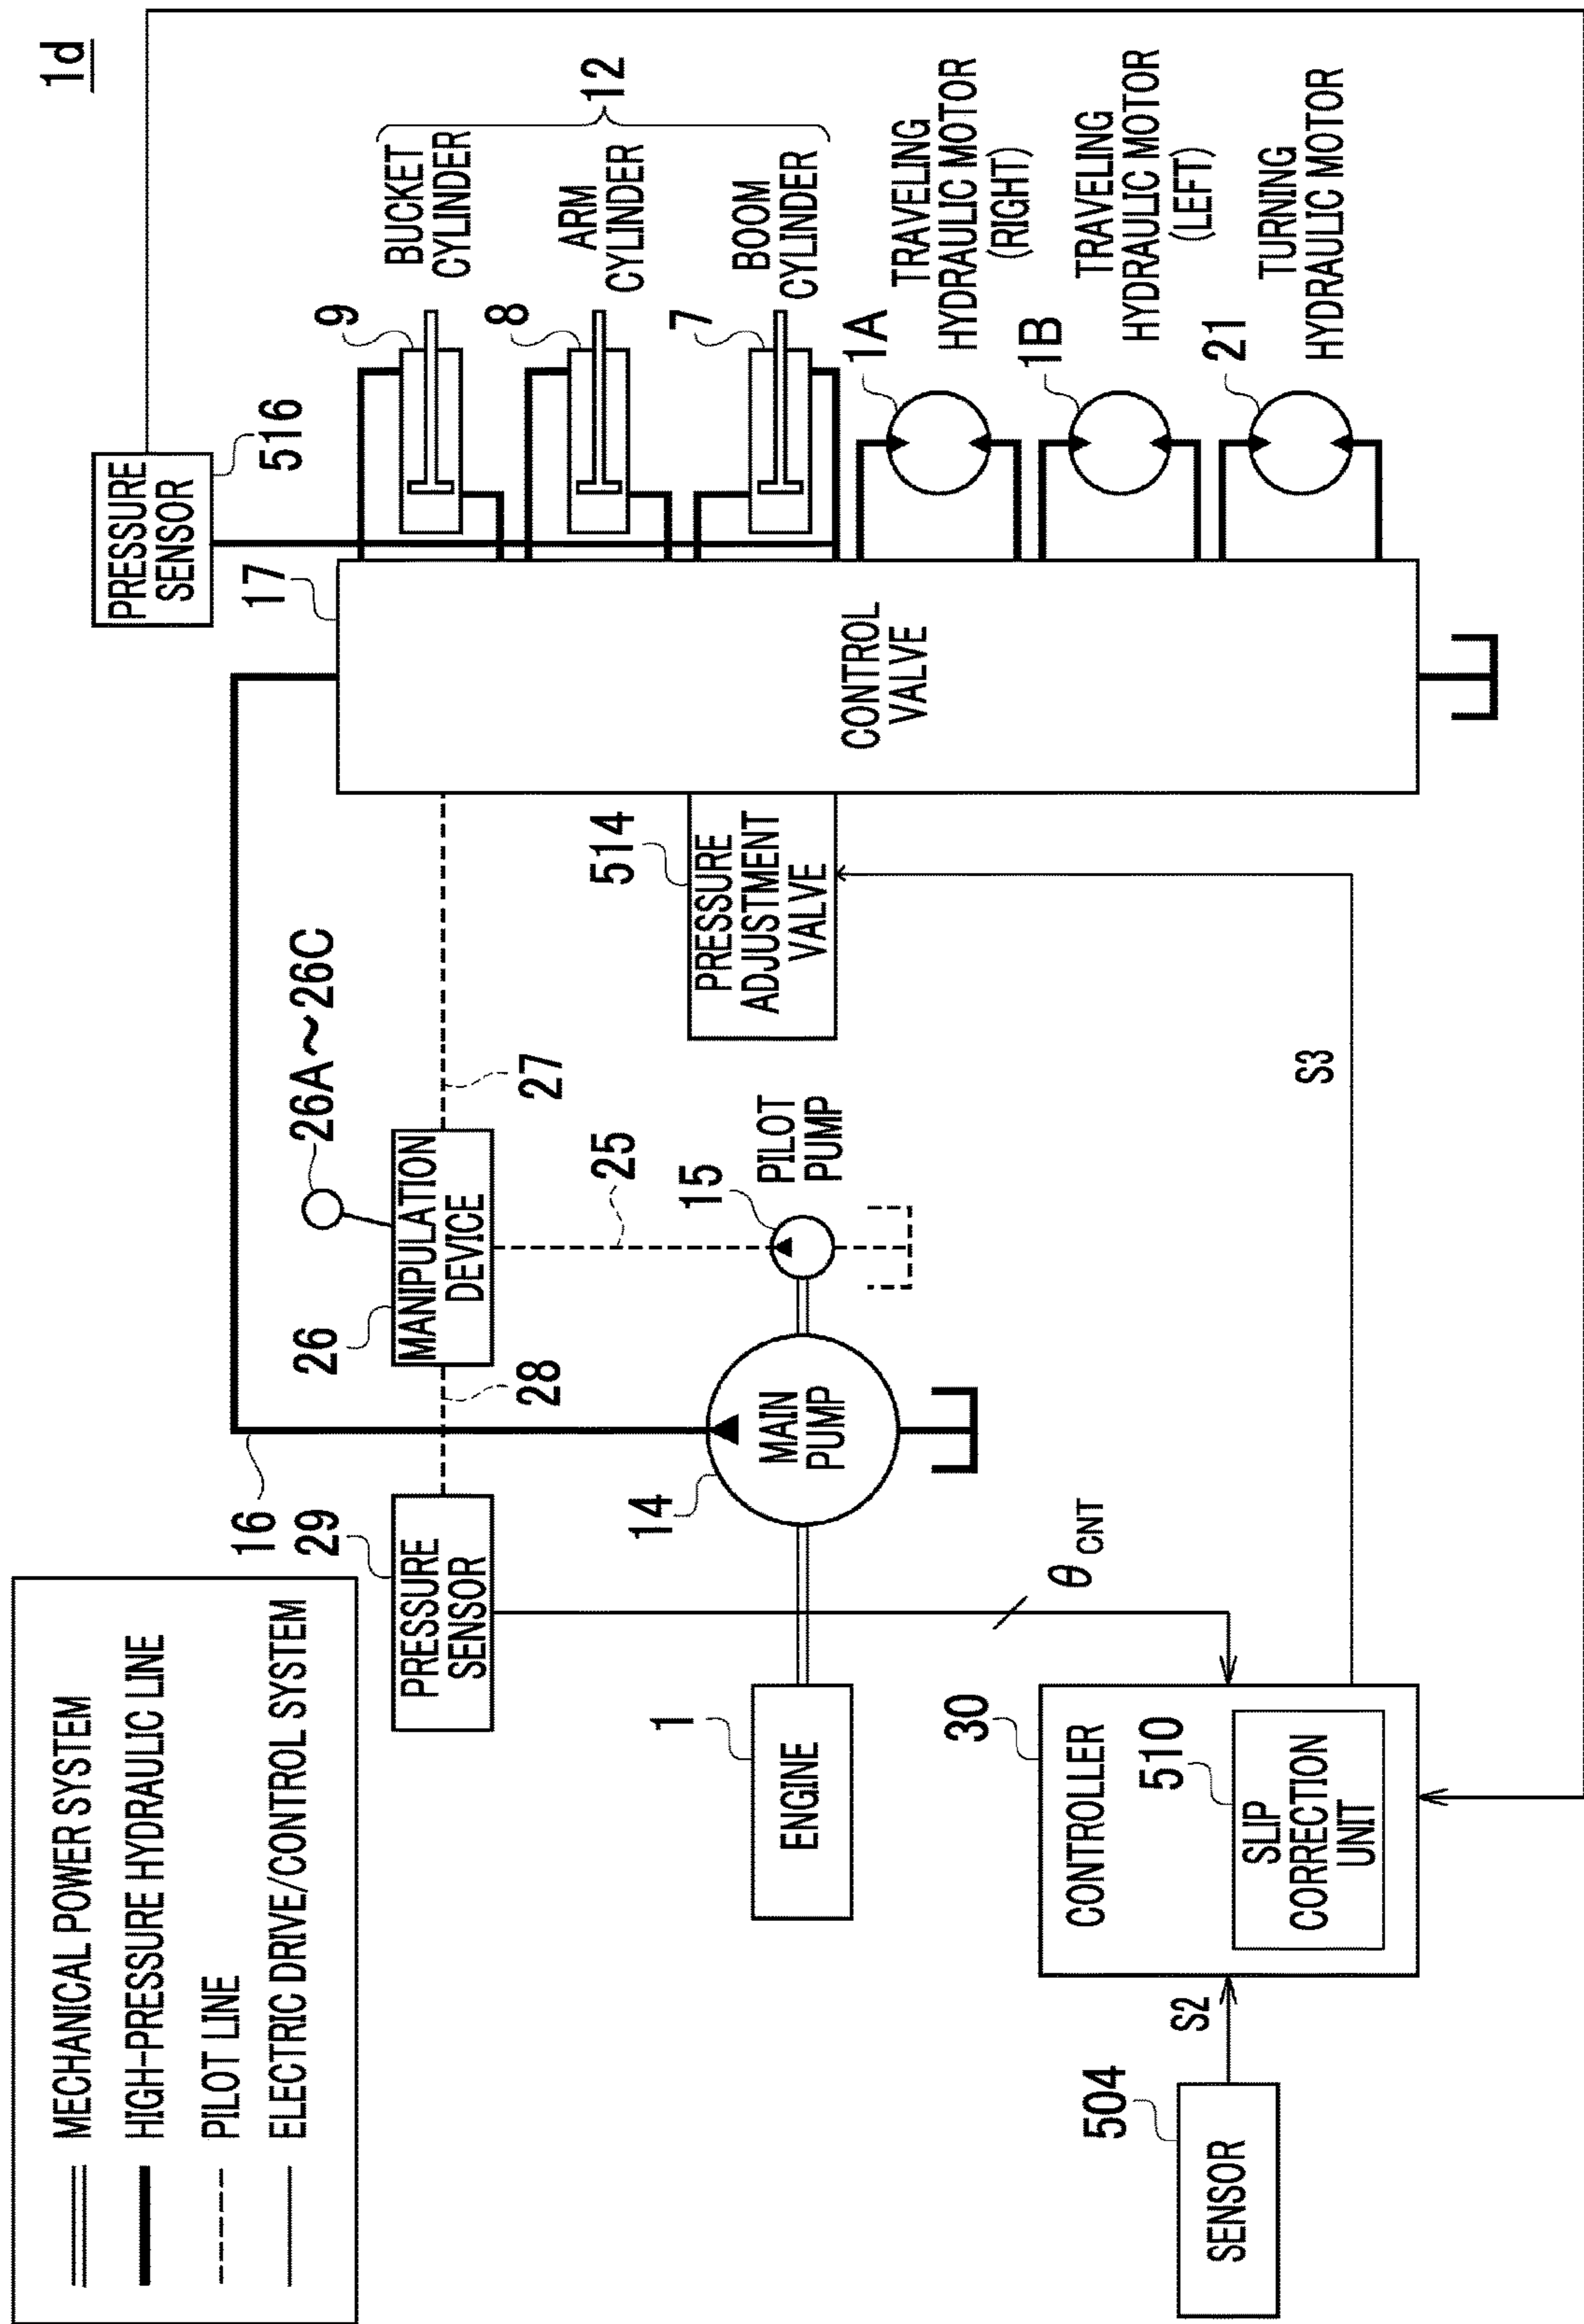 1d
MECHANICAL POWER SYSTEM
HIGH-PRESSURE HYDRAULIC LINE
PILOT LINE
ELECTRIC DRIVE/CONTROL SYSTEM
PRESSURE
SENSOR
516
9
BUCKET
CYLINDER
8
ARM
CYLINDER
7
BOOM
CYLINDER
12
1A
TRAVELING
HYDRAULIC MOTOR
(RIGHT)
1B
TRAVELING
HYDRAULIC MOTOR
(LEFT)
21
TURNING
HYDRAULIC MOTOR
17
CONTROL
VALVE
16
29
PRESSURE
SENSOR
28
26
MANIPULATION
DEVICE
26A~26C
27
25
514
PRESSURE
ADJUSTMENT
VALVE
1
ENGINE
14
MAIN
PUMP
15
PILOT
PUMP
θCNT
S3
30
CONTROLLER
510
SLIP
CORRECTION
UNIT
504
SENSOR
S2